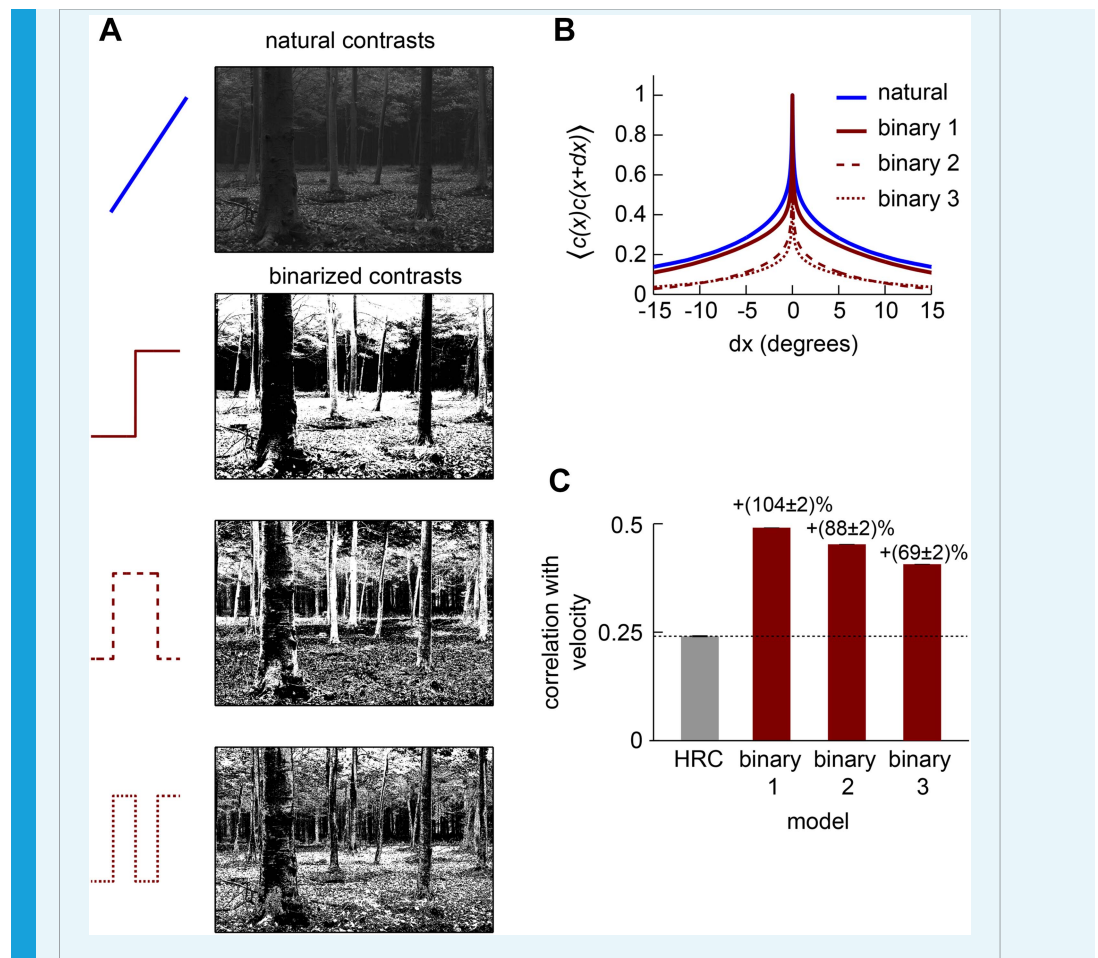 A
natural contrasts
binarized contrasts
B
⟨c(x)c(x+dx)⟩
1
0.8
0.6
0.4
0.2
0
-15 -10 -5 0 5 10 15
dx (degrees)
natural
binary 1
binary 2
binary 3
C
correlation with
velocity
0.5
0.25
0
+(104±2)%
+(88±2)%
+(69±2)%
HRC binary binary binary
1 2 3
model